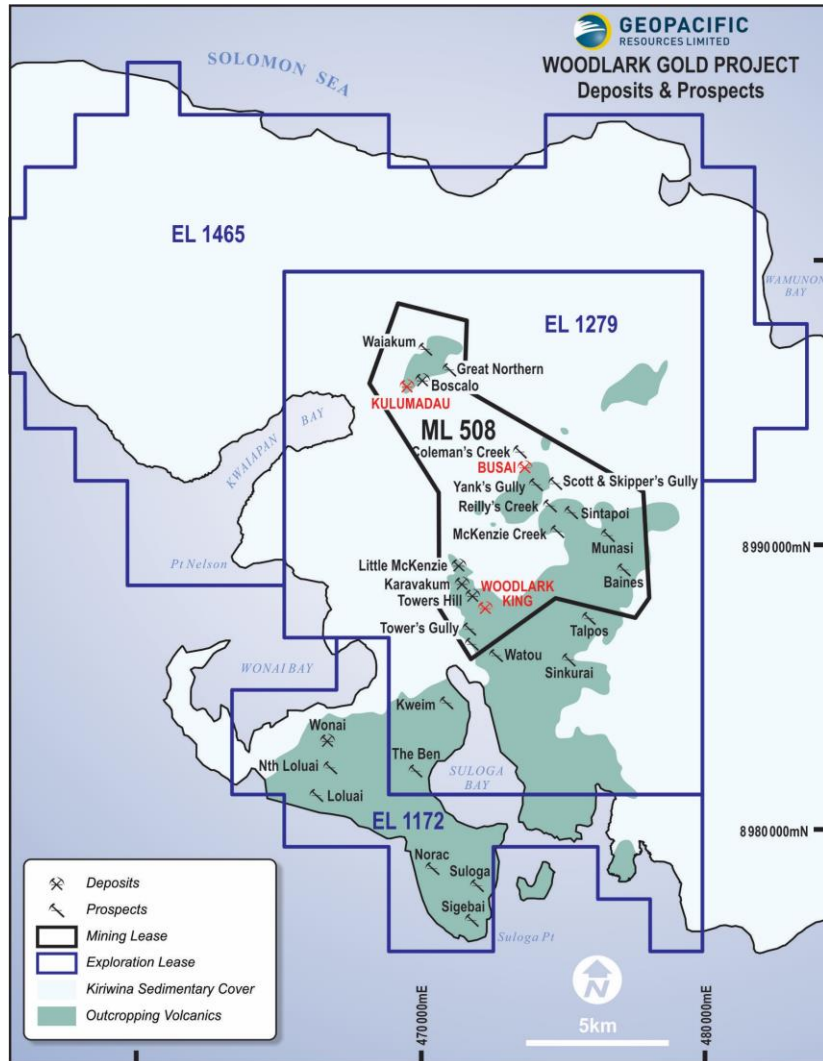 GEOPACIFIC
RESOURCES LIMITED
WOODLARK GOLD PROJECT
Deposits & Prospects
SOLOMON SEA
EL 1465
WAMUNON
BAY
EL 1279
Waiakum
Great Northern
Boscalo
KULUMADAU
KWAIAPAN BAY
ML 508
Coleman's Creek
BUSAI
Yank's Gully
Scott & Skipper's Gully
Reilly's Creek
Sintapoi
McKenzie Creek
Munasi
8 990 000mN
Pt Nelson
Little McKenzie
Karavakum
WOODLARK
KING
Baines
Towers Hill
Tower's Gully
Talpos
Watou
Sinkurai
WONAI BAY
Kweim
Wonai
The Ben
Nth Loluai
SULOGA
BAY
Loluai
EL 1172
8 980 000mN
Norac
Suloga
Sigebai
Suloga Pt
Deposits
Prospects
Mining Lease
Exploration Lease
Kiriwina Sedimentary Cover
Outcropping Volcanics
N
5km
470 000mE
480 000mE